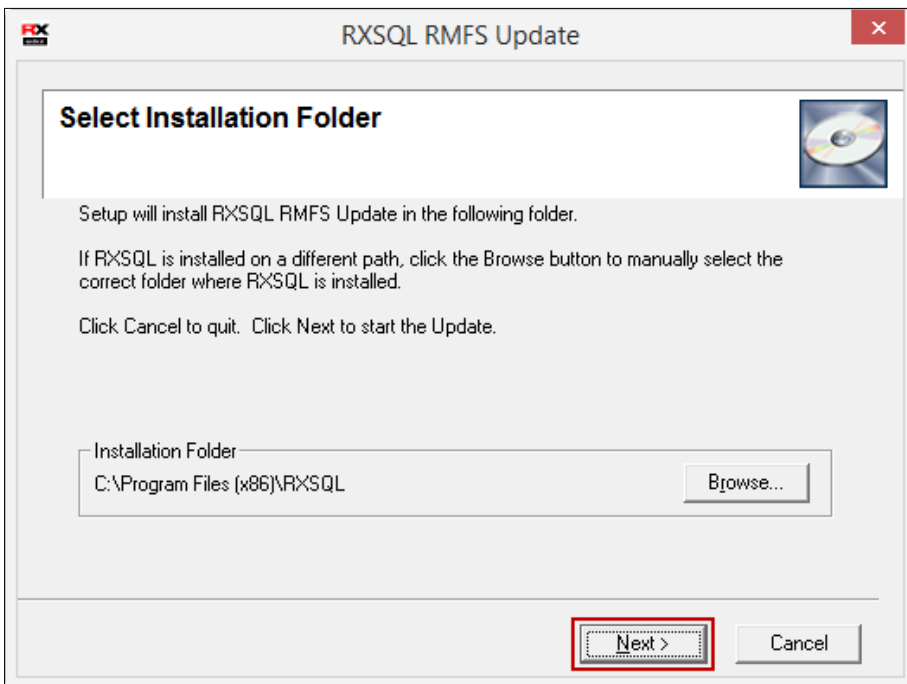 RX
RXSQL RMFS Update
Select Installation Folder
Setup will install RXSQL RMFS Update in the following folder.
If RXSQL is installed on a different path, click the Browse button to manually select the
correct folder where RXSQL is installed.
Click Cancel to quit.  Click Next to start the Update.
Installation Folder
C:\Program Files (x86)\RXSQL
Browse...
Next >
Cancel